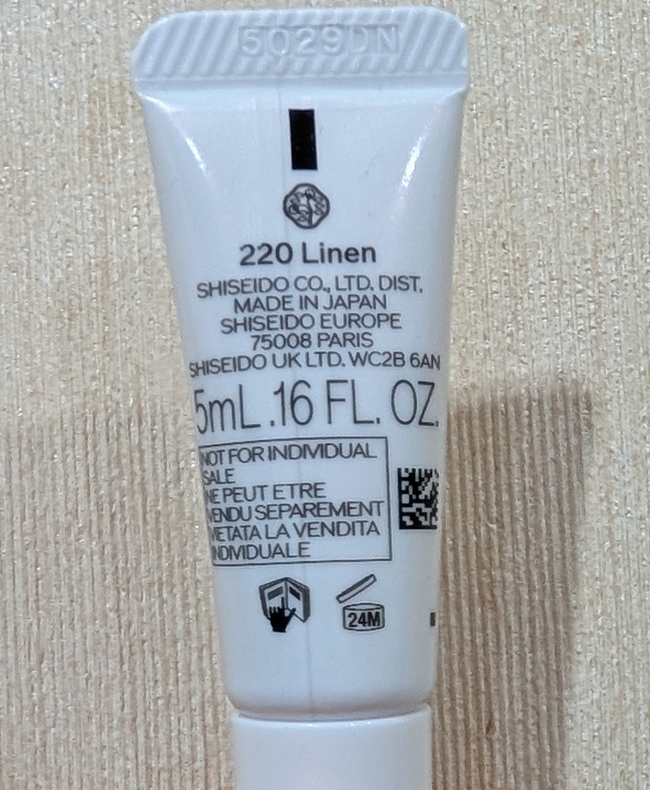 5029DN
220 Linen
SHISEIDO CO., LTD. DIST.
MADE IN JAPAN
SHISEIDO EUROPE
75008 PARIS
SHISEIDO UK LTD. WC2B 6AN
5mL .16 FL. OZ.
NOT FOR INDIVIDUAL
SALE
NE PEUT ETRE
VENDU SEPAREMENT
VIETATA LA VENDITA
INDIVIDUALE
24M